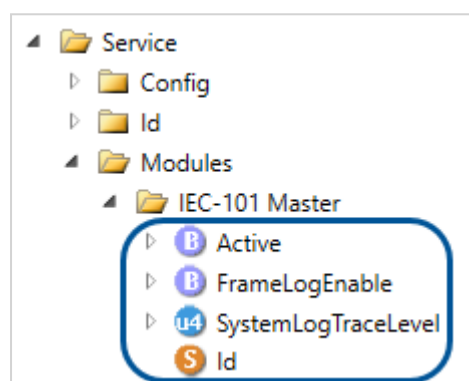 Service
Config
Id
Modules
IEC-101 Master
B Active
B FrameLogEnable
u4 SystemLogTraceLevel
S Id